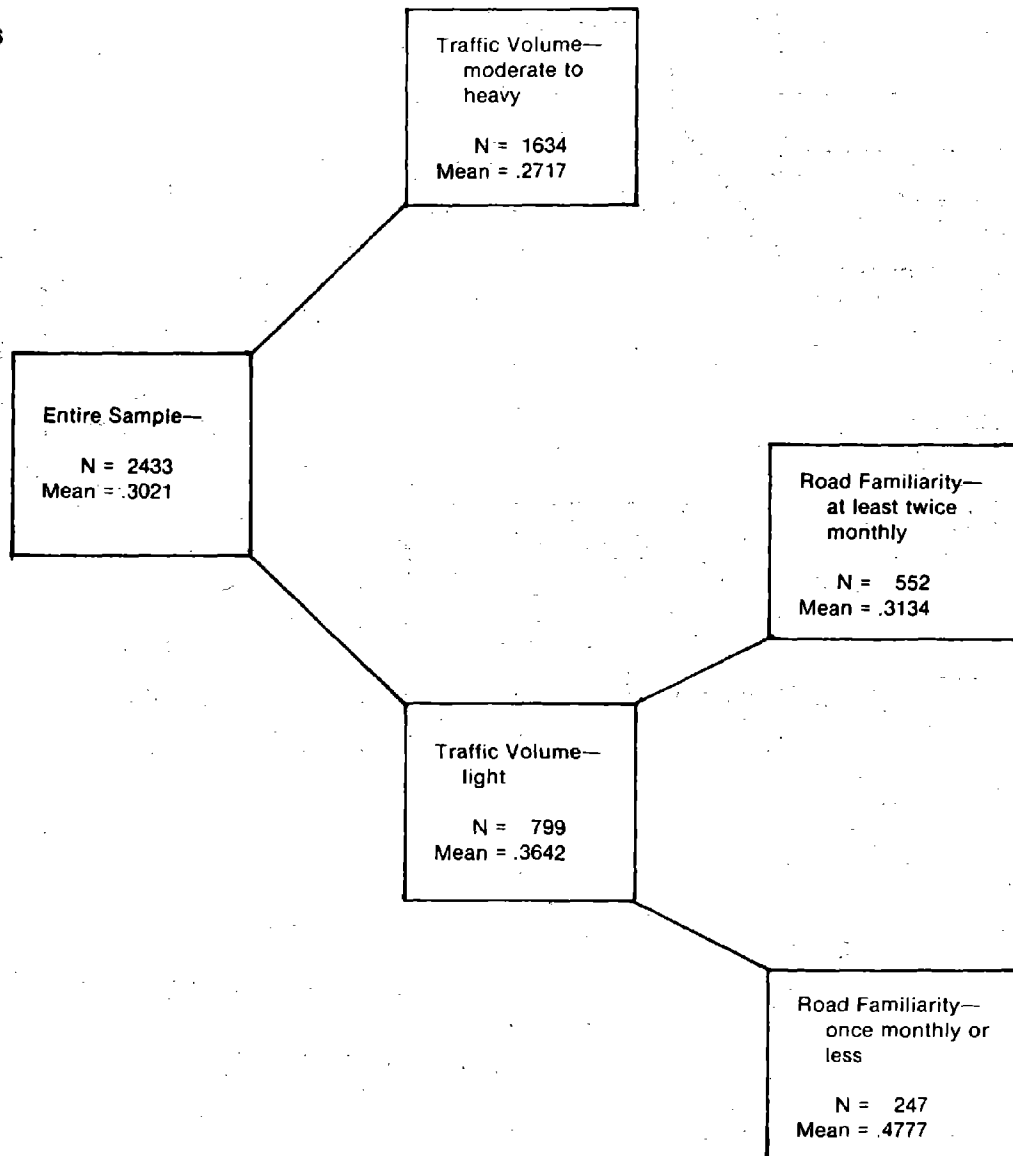 Traffic Volume—
moderate to
heavy
N = 1634
Mean = .2717
Entire Sample—
N = 2433
Mean = .3021
Road Familiarity—
at least twice
monthly
N = 552
Mean = .3134
Traffic Volume—
light
N = 799
Mean = .3642
Road Familiarity—
once monthly or
less
N = 247
Mean = .4777